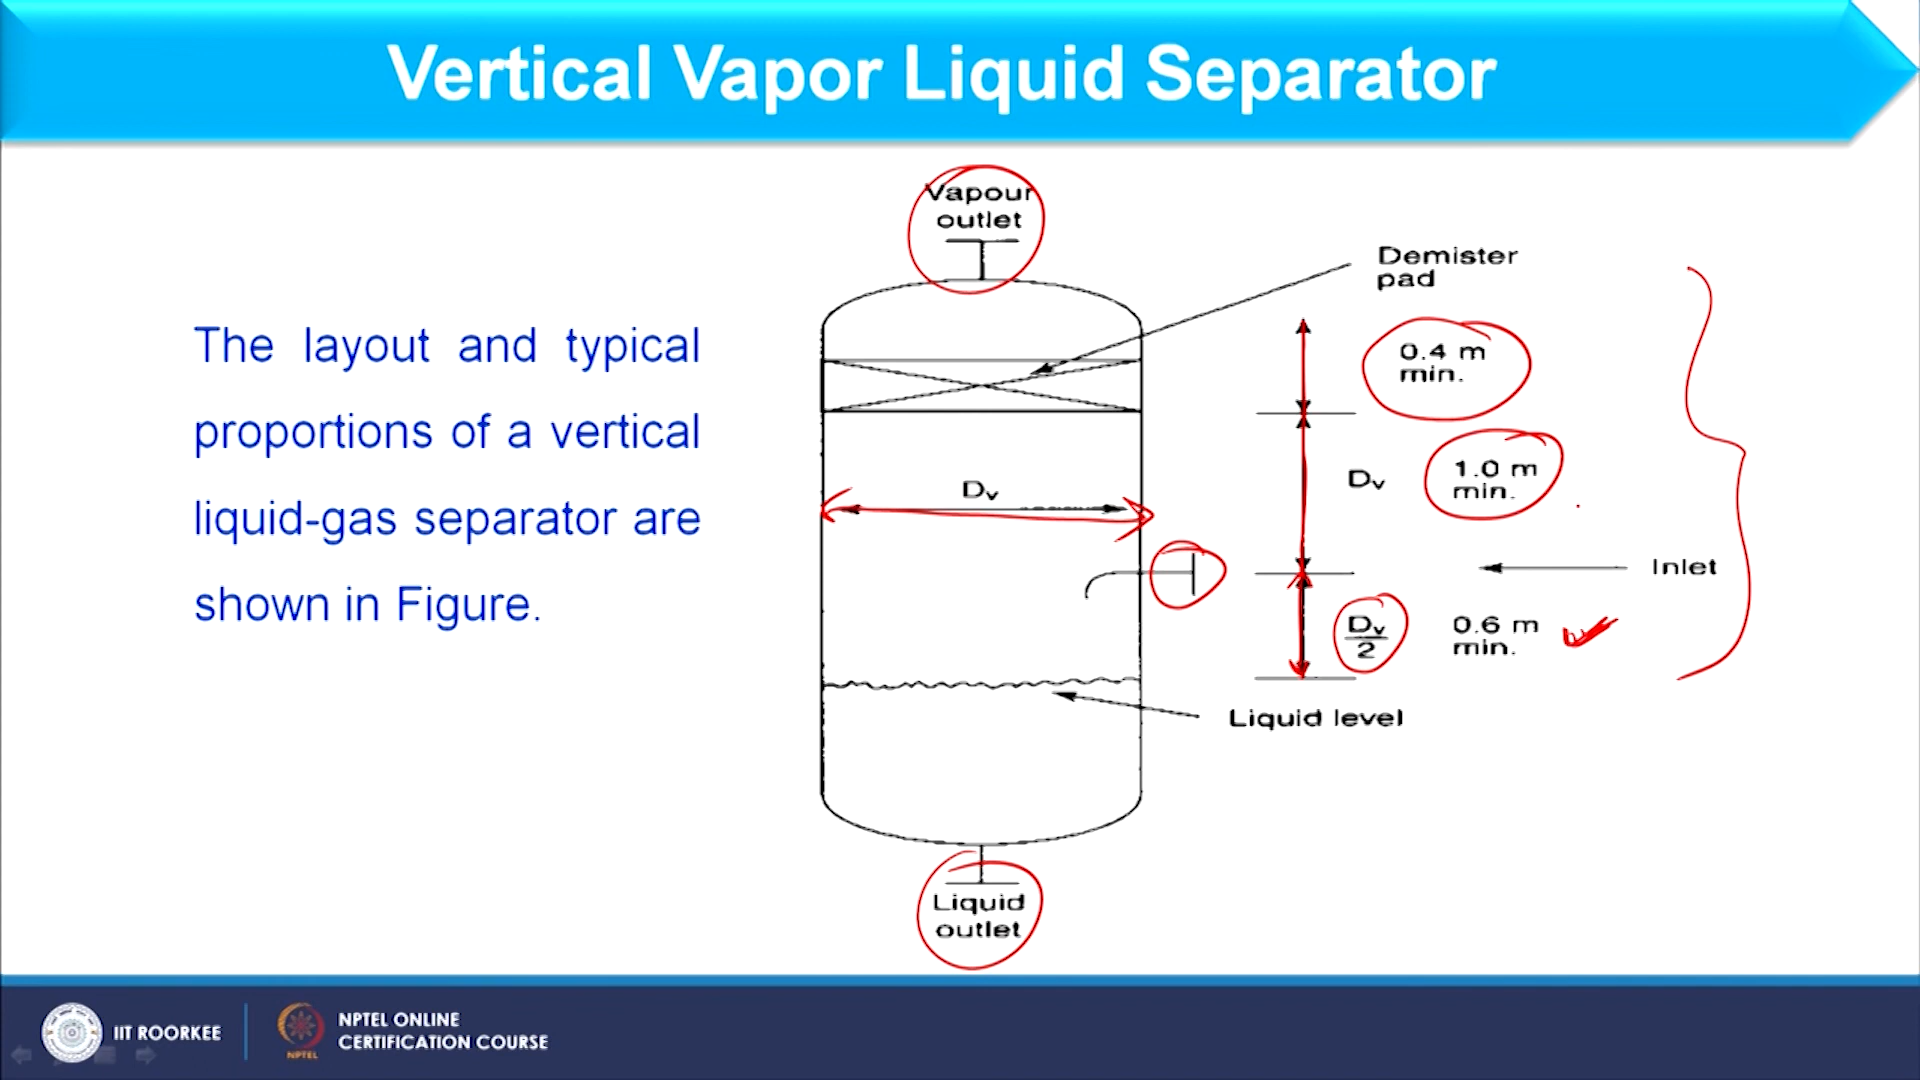 Vertical Vapor Liquid Separator
The layout and typical
proportions of a vertical
liquid-gas separator are
shown in Figure.
Vapour
outlet
Demister
pad
0.4 m
min.
Dv
Dv
1.0 m
min.
Inlet
Dv
2
0.6 m
min.
Liquid level
Liquid
outlet
IIT ROORKEE
NPTEL
NPTEL ONLINE
CERTIFICATION COURSE